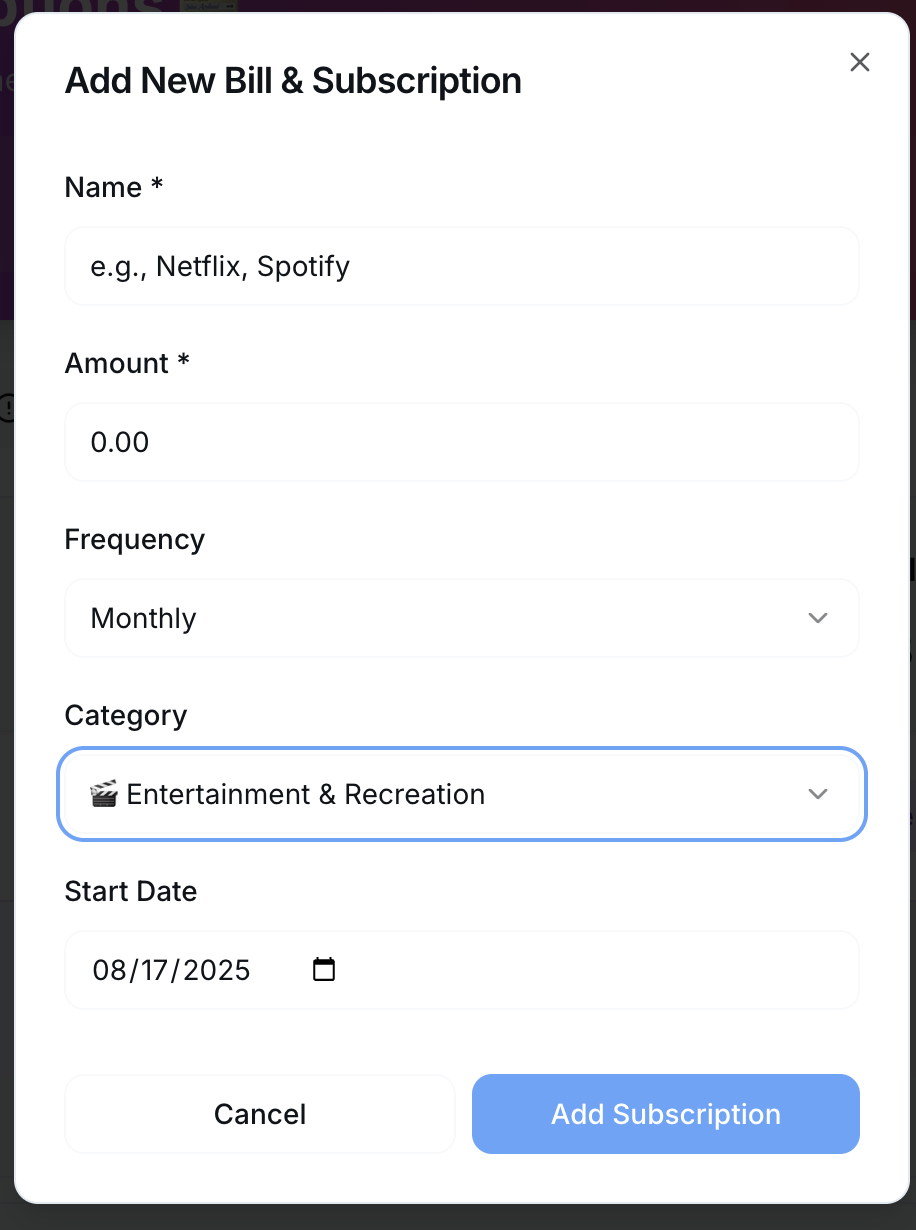 Add New Bill & Subscription
Name *
e.g., Netflix, Spotify
Amount *
0.00
Frequency
Monthly
Category
🎬 Entertainment & Recreation
Start Date
08/17/2025
Cancel
Add Subscription